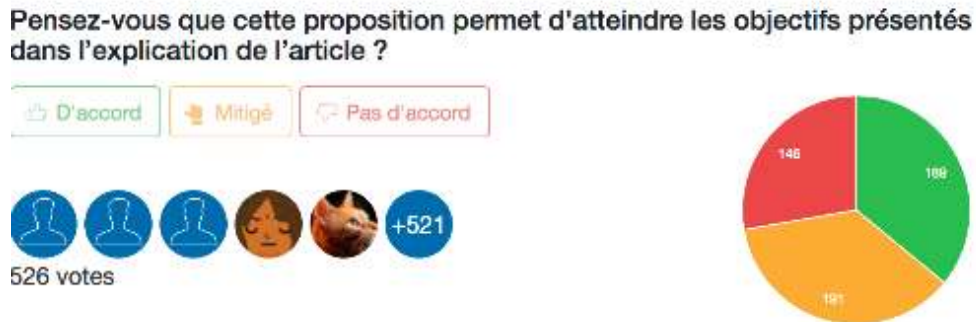 Pensez-vous que cette proposition permet d'atteindre les objectifs présentés
dans l'explication de l'article ?
D'accord
Mitigé
Pas d'accord
146
189
+521
526 votes
191